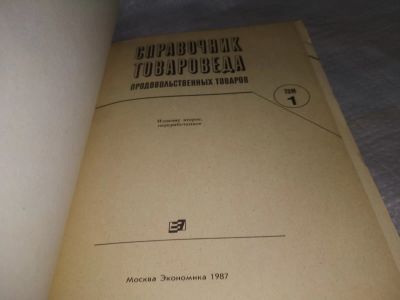 СПРАВОЧНИК
ТОВАРОВЕДА
ПРОДОВОЛЬСТВЕННЫХ ТОВАРОВ
ТОМ
1
Издание второе,
переработанное
Москва Экономика 1987